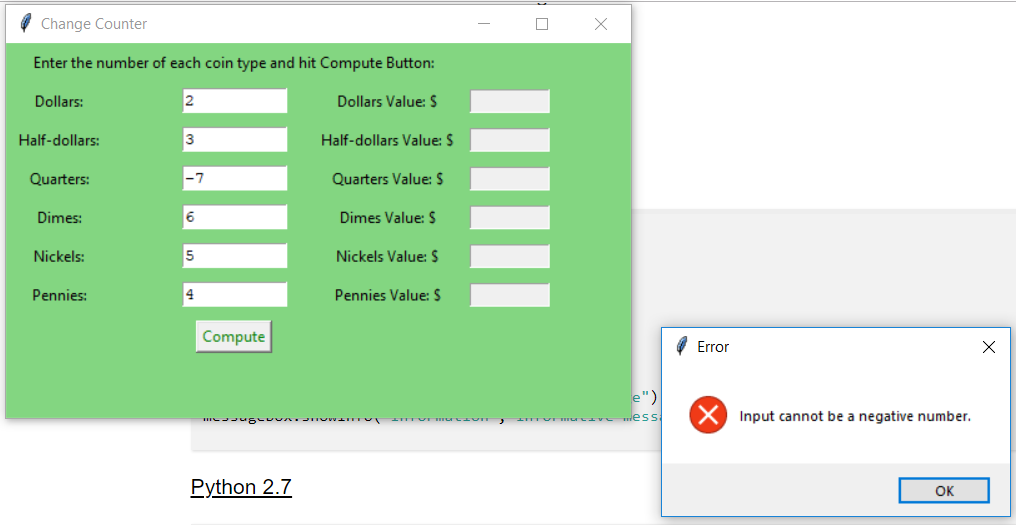 Change Counter
Enter the number of each coin type and hit Compute Button:
Dollars: 2 Dollars Value: $
Half-dollars: 3 Half-dollars Value: $
Quarters: -7 Quarters Value: $
Dimes: 6 Dimes Value: $
Nickels: 5 Nickels Value: $
Pennies: 4 Pennies Value: $
Compute
Error
Input cannot be a negative number.
OK
e")
Python 2.7